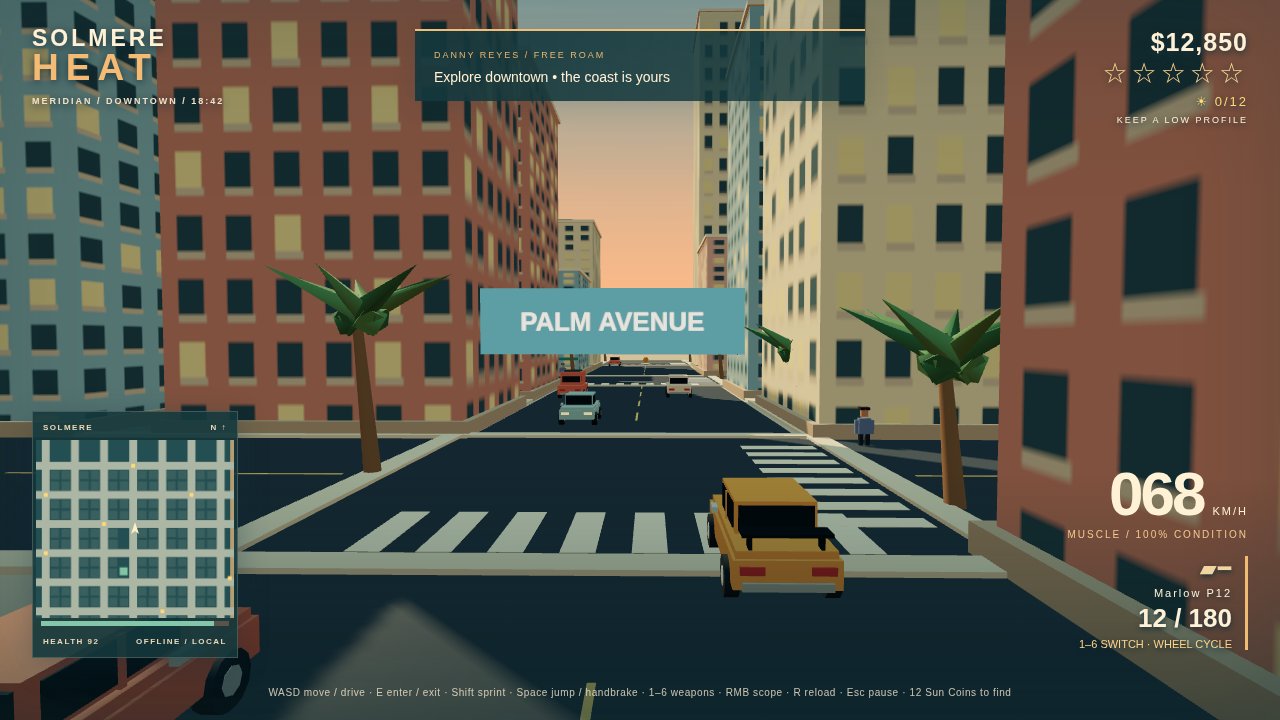 SOLMERE
HEAT
MERIDIAN / DOWNTOWN / 18:42
DANNY REYES / FREE ROAM
Explore downtown • the coast is yours
$12,850
☆☆☆☆☆
☀ 0/12
KEEP A LOW PROFILE
PALM AVENUE
SOLMERE N ↑
HEALTH 92 OFFLINE / LOCAL
068 KM/H
MUSCLE / 100% CONDITION
Marlow P12
12 / 180
1–6 SWITCH · WHEEL CYCLE
WASD move / drive · E enter / exit · Shift sprint · Space jump / handbrake · 1–6 weapons · RMB scope · R reload · Esc pause · 12 Sun Coins to find